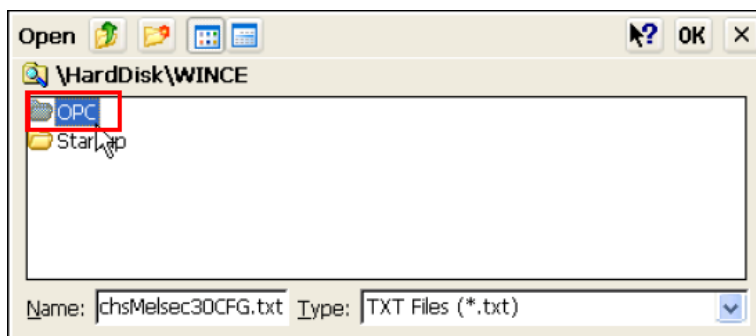 Open ? OK ×
\HardDisk\WINCE
OPC
Startup
Name: chsMelsec30CFG.txt Type: TXT Files (*.txt)